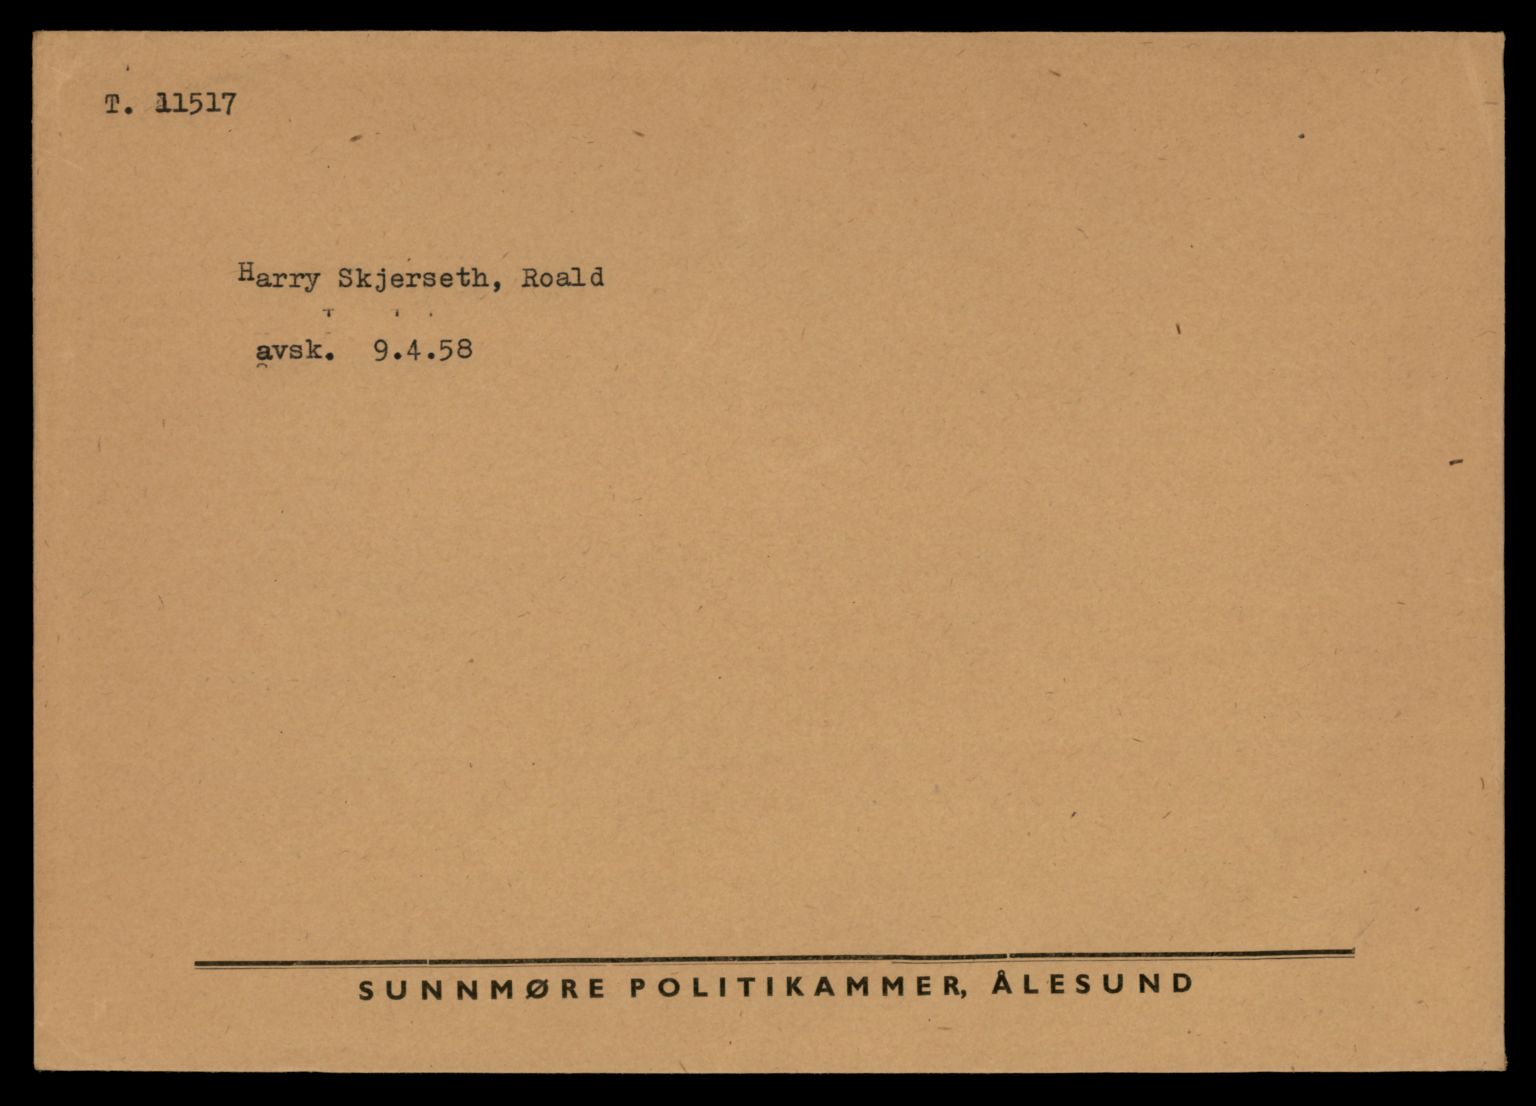 T. 11517
Harry Skjerseth, Roald
avsk. 9.4.58
SUNNMØRE POLITIKAMMER, ÅLESUND